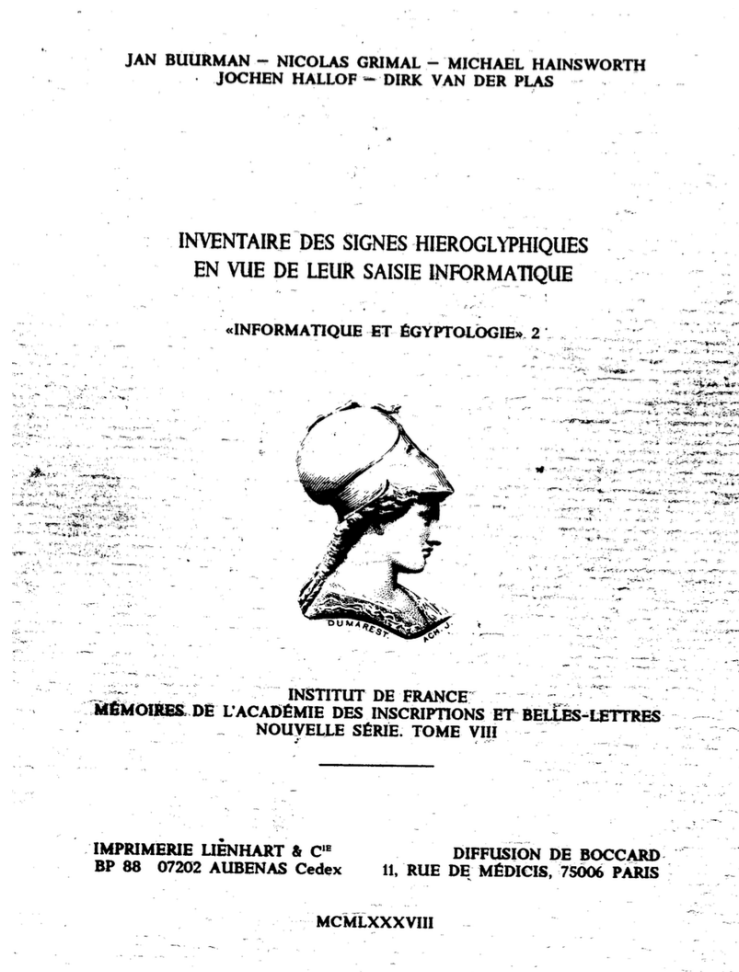 JAN BUURMAN – NICOLAS GRIMAL – MICHAEL HAINSWORTH
JOCHEN HALLOF – DIRK VAN DER PLAS
INVENTAIRE DES SIGNES HIEROGLYPHIQUES
EN VUE DE LEUR SAISIE INFORMATIQUE
«INFORMATIQUE ET ÉGYPTOLOGIE» 2
DUMAREST. ACH. J.
INSTITUT DE FRANCE
MÉMOIRES DE L'ACADÉMIE DES INSCRIPTIONS ET BELLES-LETTRES
NOUVELLE SÉRIE. TOME VIII
IMPRIMERIE LIÉNHART & CIE
BP 88 07202 AUBENAS Cedex
DIFFUSION DE BOCCARD
11, RUE DE MÉDICIS, 75006 PARIS
MCMLXXXVIII